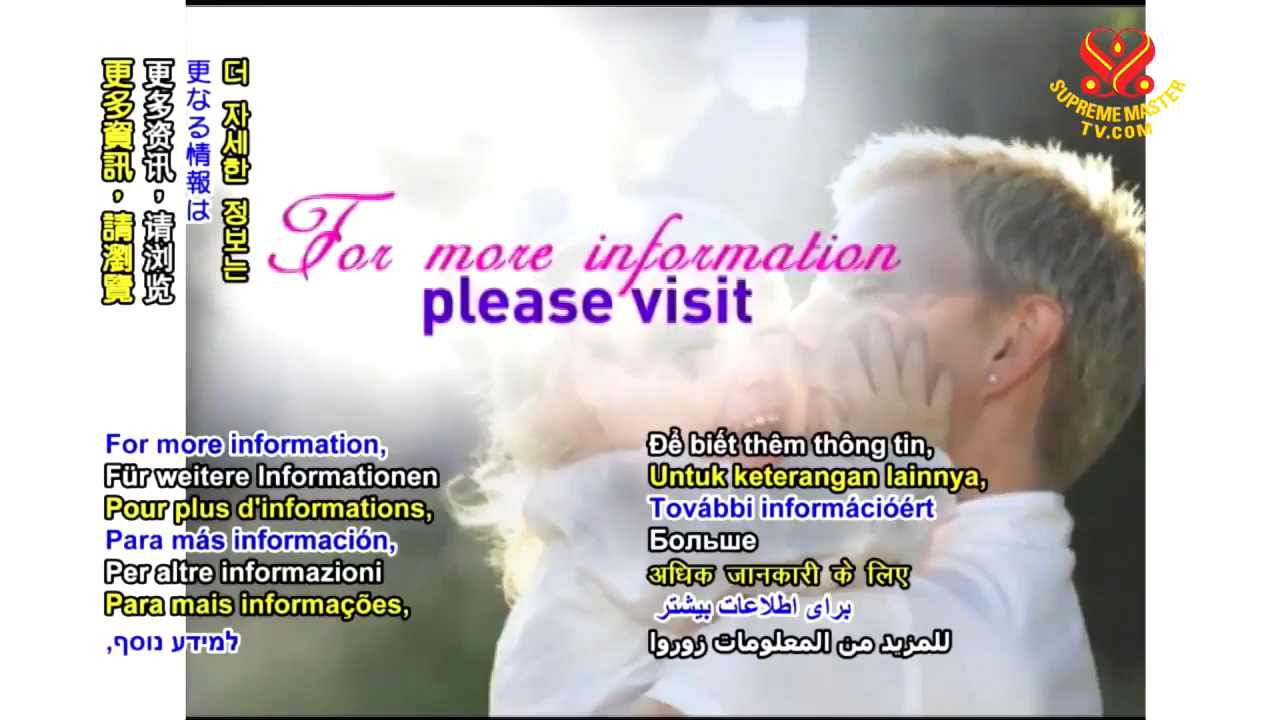 更多資訊，請瀏覽
更多资讯，请浏览
更なる情報は
더 자세한 정보는
SUPREME MASTER
TV.COM
For more information
please visit
For more information,
Für weitere Informationen
Pour plus d'informations,
Para más información,
Per altre informazioni
Para mais informações,
למידע נוסף,
Để biết thêm thông tin,
Untuk keterangan lainnya,
További információért
Больше
अधिक जानकारी के लिए
برای اطلاعات بیشتر
للمزيد من المعلومات زوروا